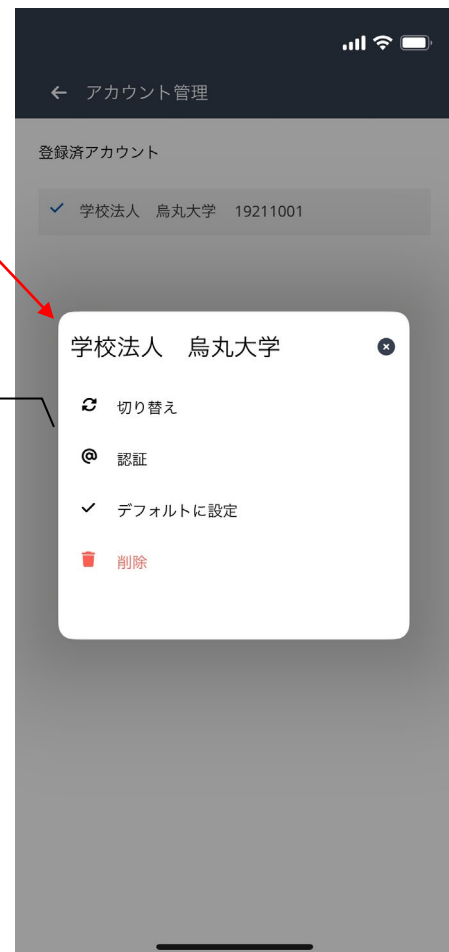 アカウント管理
登録済アカウント
学校法人　烏丸大学　19211001
学校法人　烏丸大学
切り替え
認証
デフォルトに設定
削除